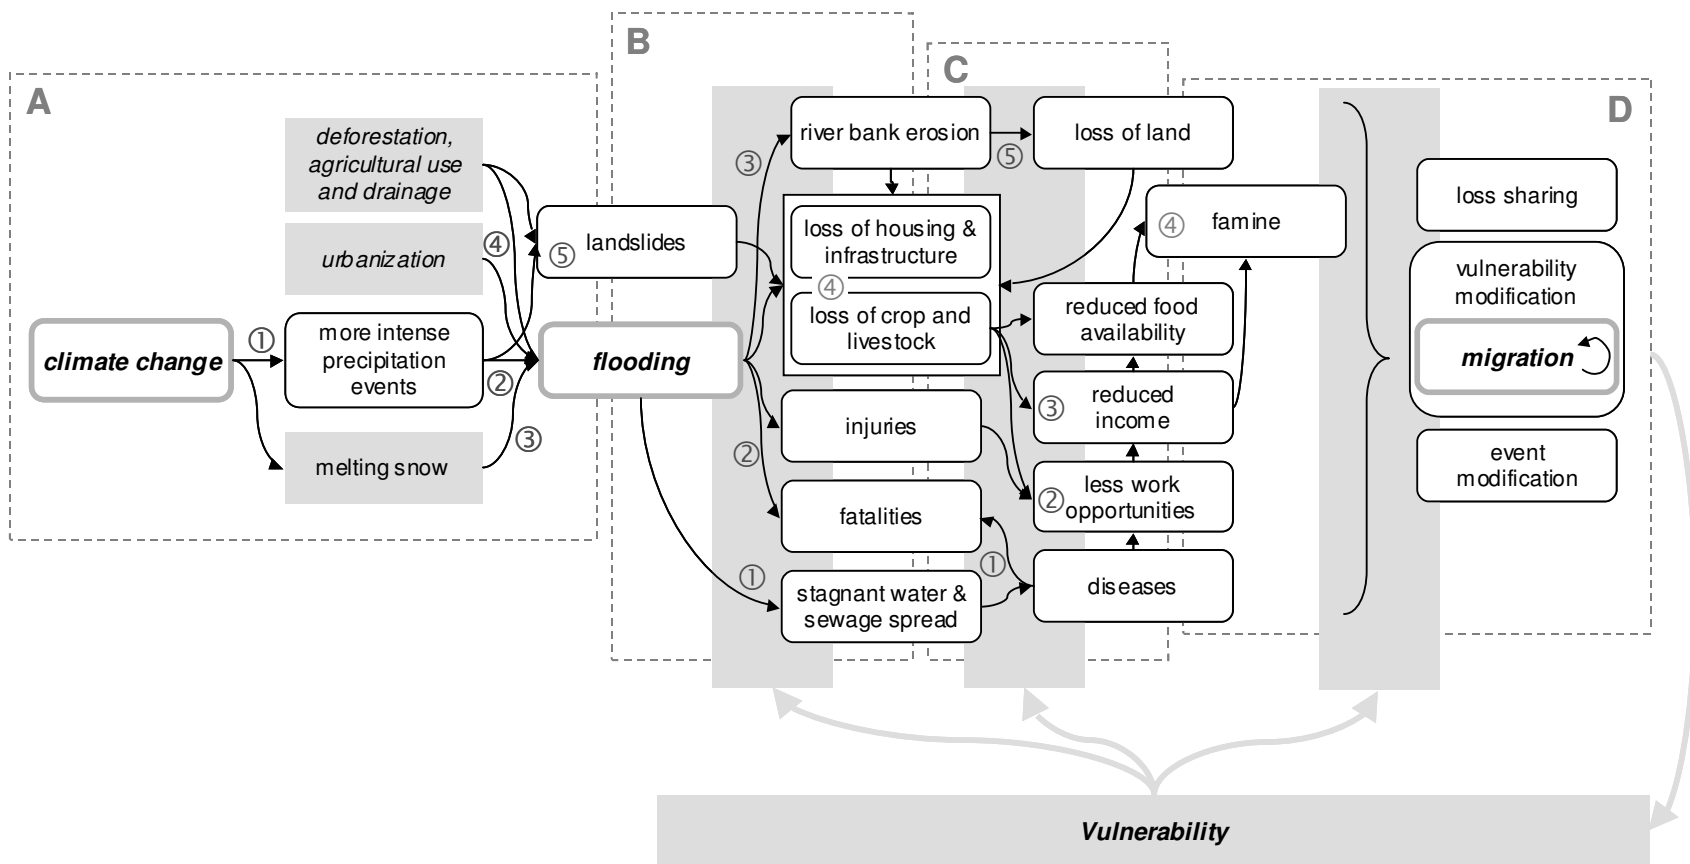 A
deforestation,
agricultural use
and drainage
urbanization
④
⑤
landslides
climate change
①
more intense
precipitation
events
②
flooding
melting snow
③
B
③
river bank erosion
loss of housing &
infrastructure
④
loss of crop and
livestock
injuries
②
fatalities
①
stagnant water &
sewage spread
C
⑤
loss of land
④
famine
reduced food
availability
③
reduced
income
②
less work
opportunities
①
diseases
D
loss sharing
vulnerability
modification
migration
event
modification
Vulnerability